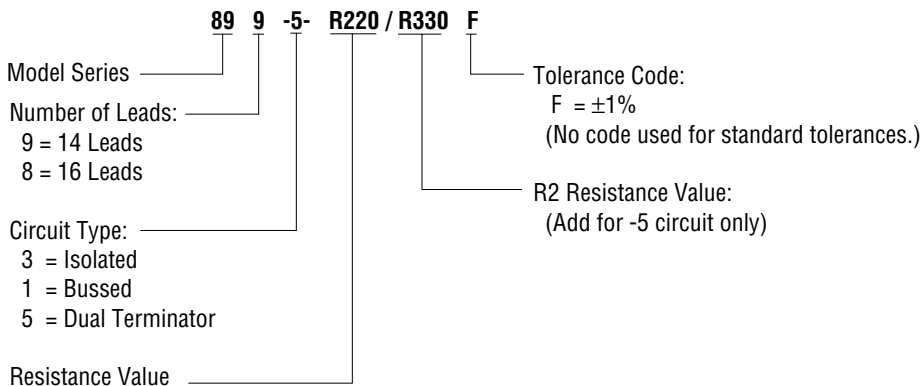 89 9 -5- R220 / R330 F
Model Series
Number of Leads:
9 = 14 Leads
8 = 16 Leads
Circuit Type:
3 = Isolated
1 = Bussed
5 = Dual Terminator
Resistance Value
Tolerance Code:
F = ±1%
(No code used for standard tolerances.)
R2 Resistance Value:
(Add for -5 circuit only)